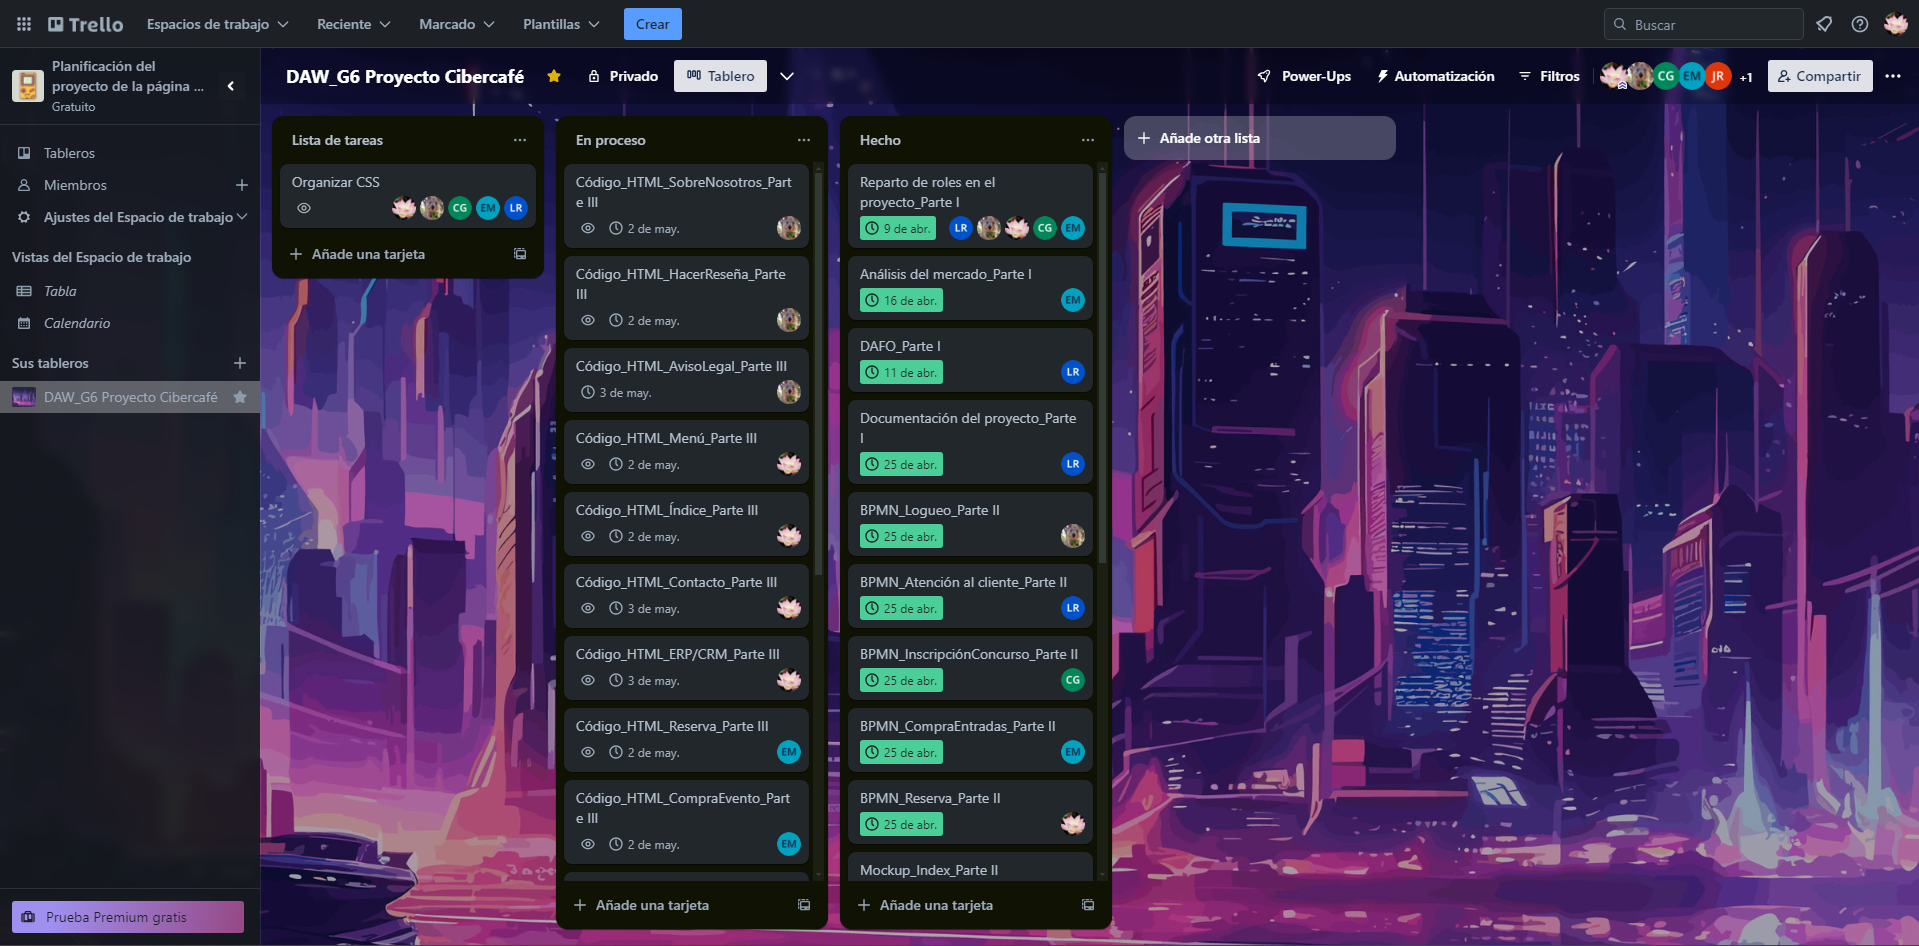 Trello
Espacios de trabajo
Reciente
Marcado
Plantillas
Crear
Buscar
Planificación del
proyecto de la página ...
Gratuito
DAW_G6 Proyecto Cibercafé
Privado
Tablero
Power-Ups
Automatización
Filtros
CG
EM
JR
+1
Compartir
Tableros
Miembros
Ajustes del Espacio de trabajo
Vistas del Espacio de trabajo
Tabla
Calendario
Sus tableros
DAW_G6 Proyecto Cibercafé
Prueba Premium gratis
Lista de tareas
Organizar CSS
CG EM LR
Añade una tarjeta
En proceso
Código_HTML_SobreNosotros_Part
e III
2 de may.
Código_HTML_HacerReseña_Parte
III
2 de may.
Código_HTML_AvisoLegal_Parte III
3 de may.
Código_HTML_Menú_Parte III
2 de may.
Código_HTML_Índice_Parte III
2 de may.
Código_HTML_Contacto_Parte III
3 de may.
Código_HTML_ERP/CRM_Parte III
3 de may.
Código_HTML_Reserva_Parte III
2 de may.
EM
Código_HTML_CompraEvento_Part
e III
2 de may.
EM
Añade una tarjeta
Hecho
Reparto de roles en el
proyecto_Parte I
9 de abr.
LR CG EM
Análisis del mercado_Parte I
16 de abr.
EM
DAFO_Parte I
11 de abr.
LR
Documentación del proyecto_Parte
I
25 de abr.
LR
BPMN_Logueo_Parte II
25 de abr.
BPMN_Atención al cliente_Parte II
25 de abr.
LR
BPMN_InscripciónConcurso_Parte II
25 de abr.
CG
BPMN_CompraEntradas_Parte II
25 de abr.
EM
BPMN_Reserva_Parte II
25 de abr.
Mockup_Index_Parte II
Añade una tarjeta
Añade otra lista